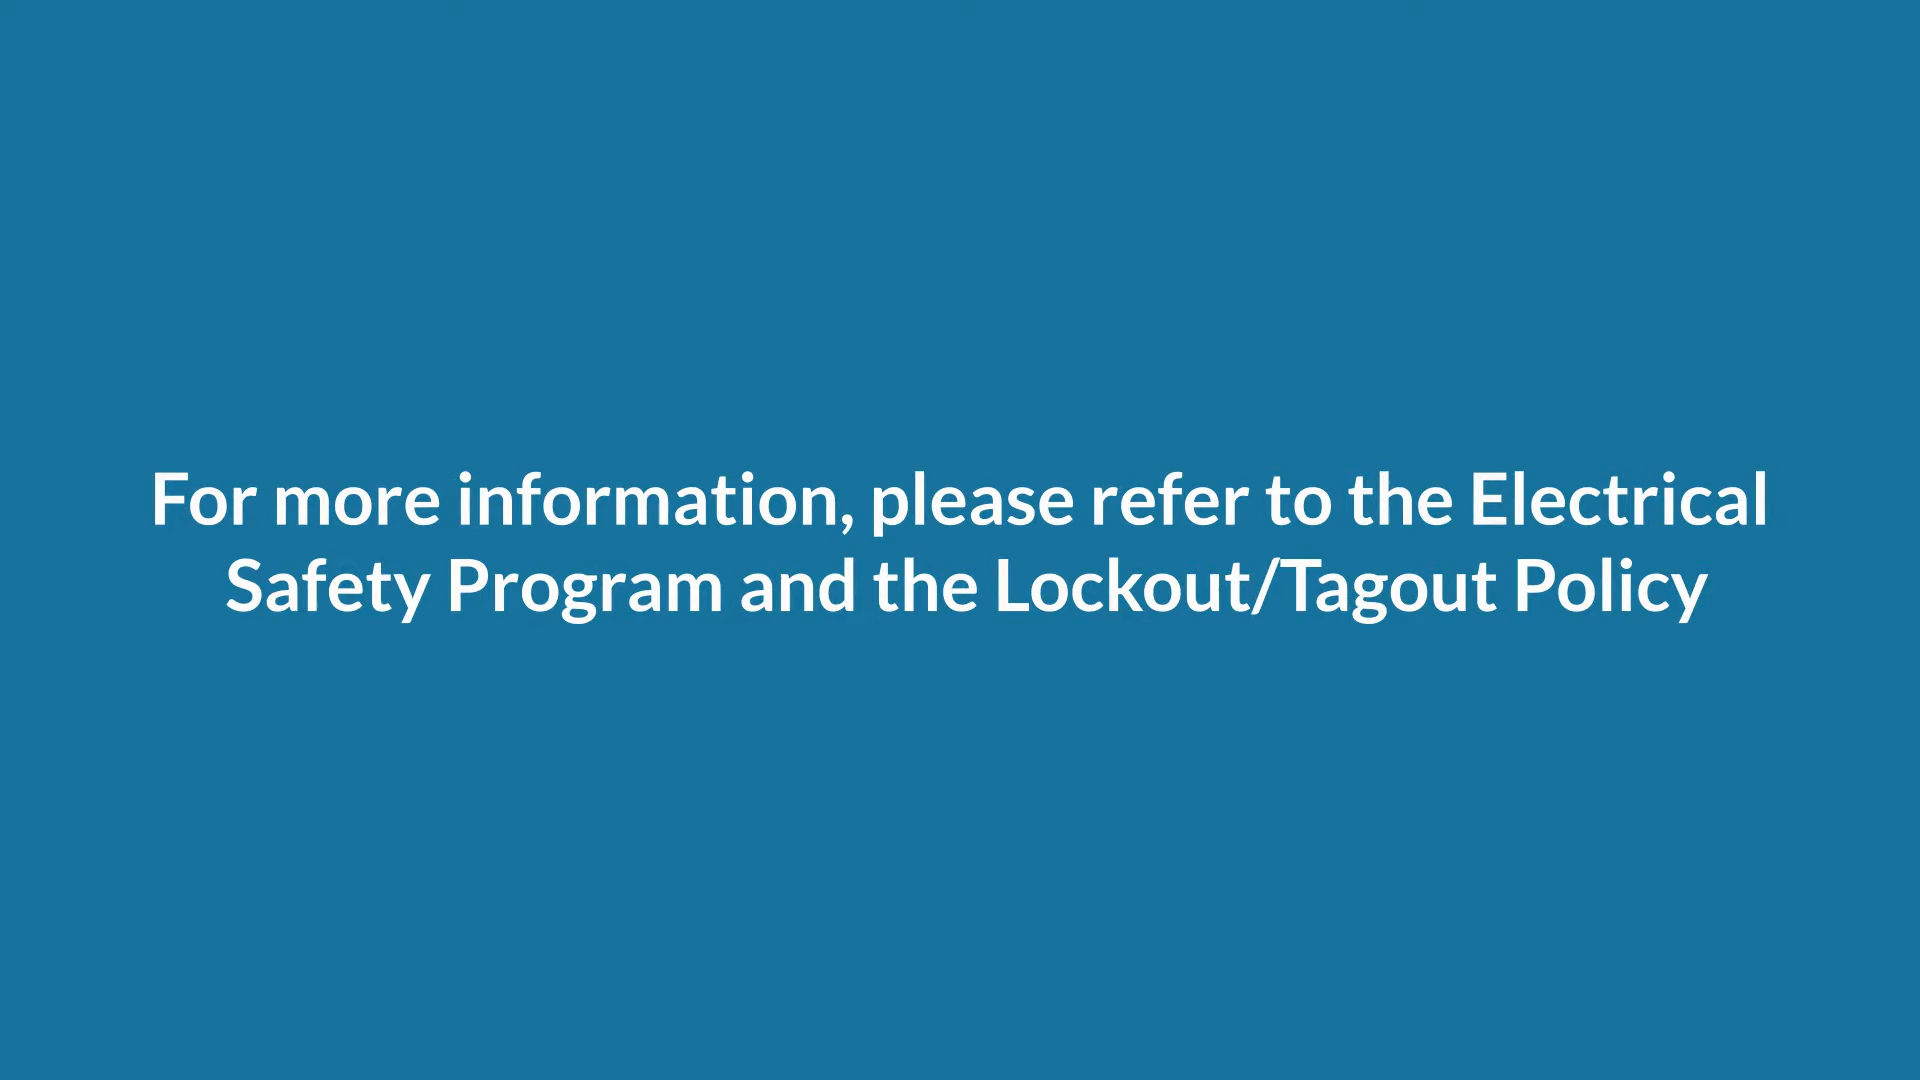 For more information, please refer to the Electrical
Safety Program and the Lockout/Tagout Policy